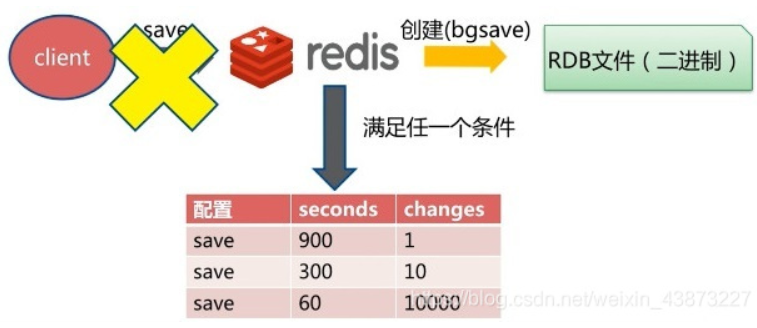 client
save
redis
创建(bgsave)
RDB文件（二进制）
满足任一个条件
配置 seconds changes
save 900 1
save 300 10
save 60 10000
https://blog.csdn.net/weixin_43873227